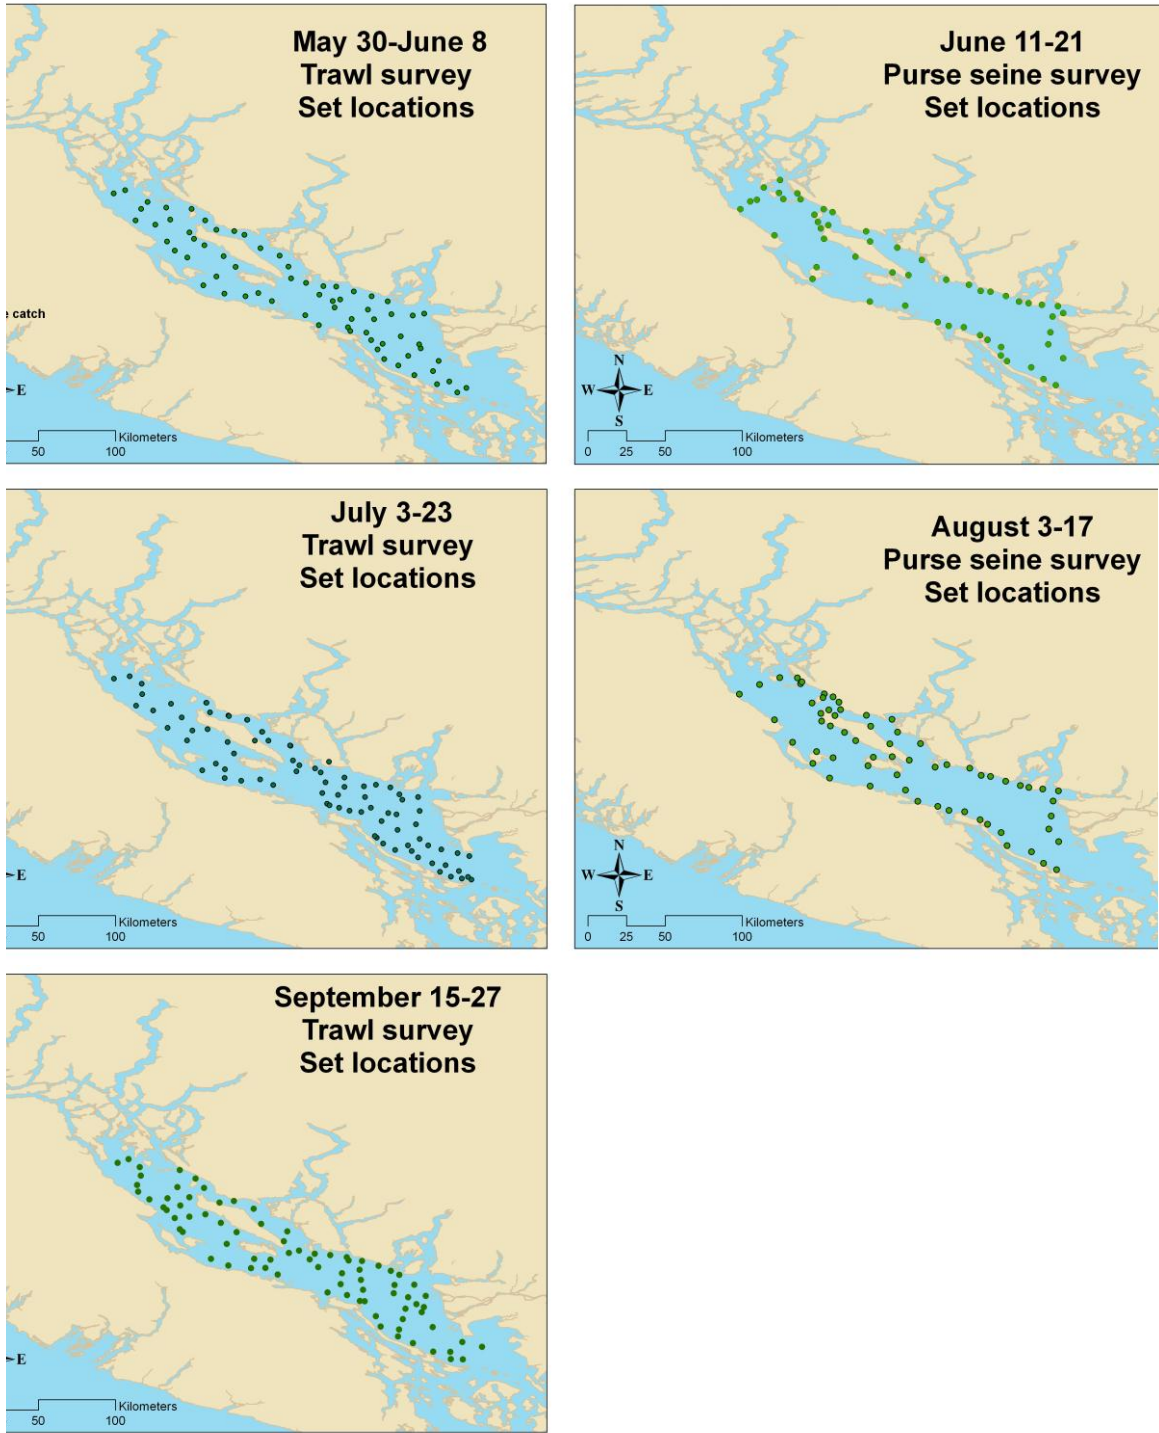 May 30-June 8
Trawl survey
Set locations
e catch
E
50 100 Kilometers
June 11-21
Purse seine survey
Set locations
N
W E
S
0 25 50 100 Kilometers
July 3-23
Trawl survey
Set locations
E
50 100 Kilometers
August 3-17
Purse seine survey
Set locations
N
W E
S
0 25 50 100 Kilometers
September 15-27
Trawl survey
Set locations
E
50 100 Kilometers